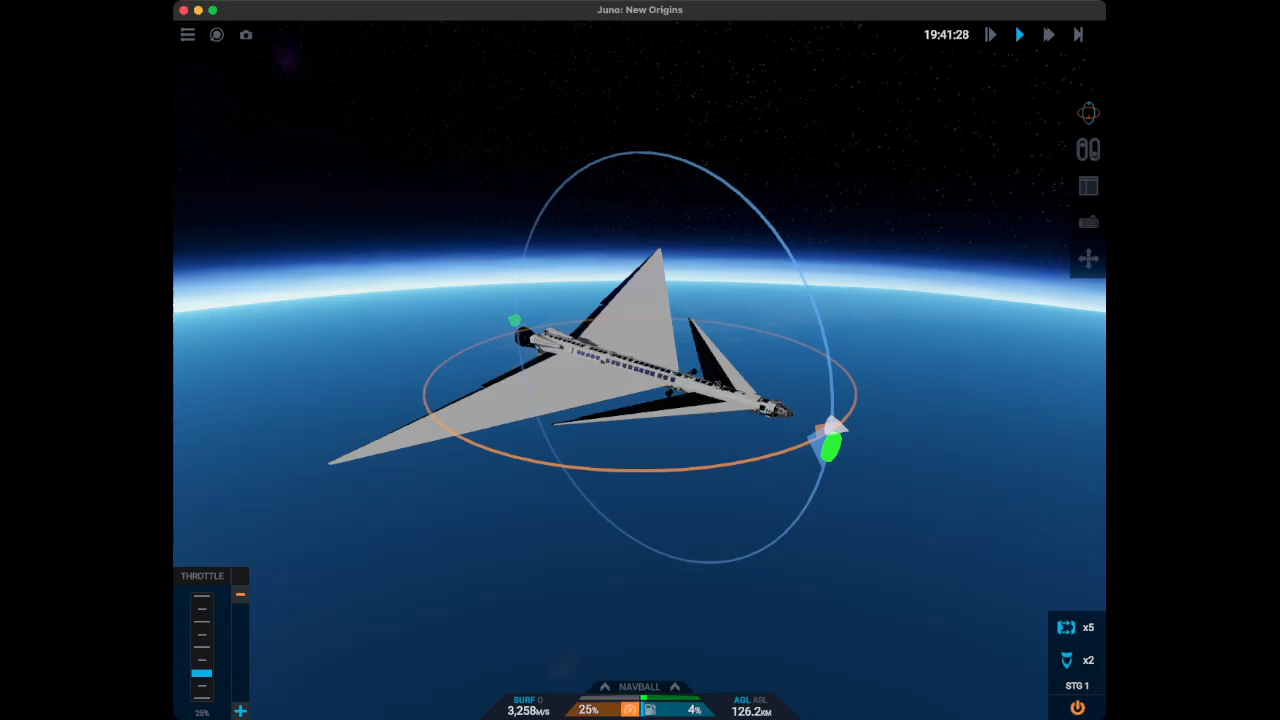 Juno: New Origins
19:41:28
THROTTLE
25%
x5
x2
STG 1
NAVBALL
SURF O
3,258M/S
25%
4%
AGL ASL
126.2KM